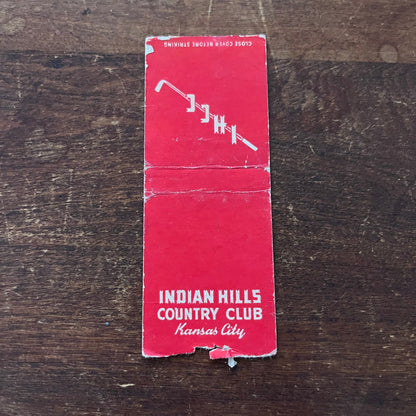 CLOSE COVER BEFORE STRIKING
IHCC
INDIAN HILLS
COUNTRY CLUB
Kansas City